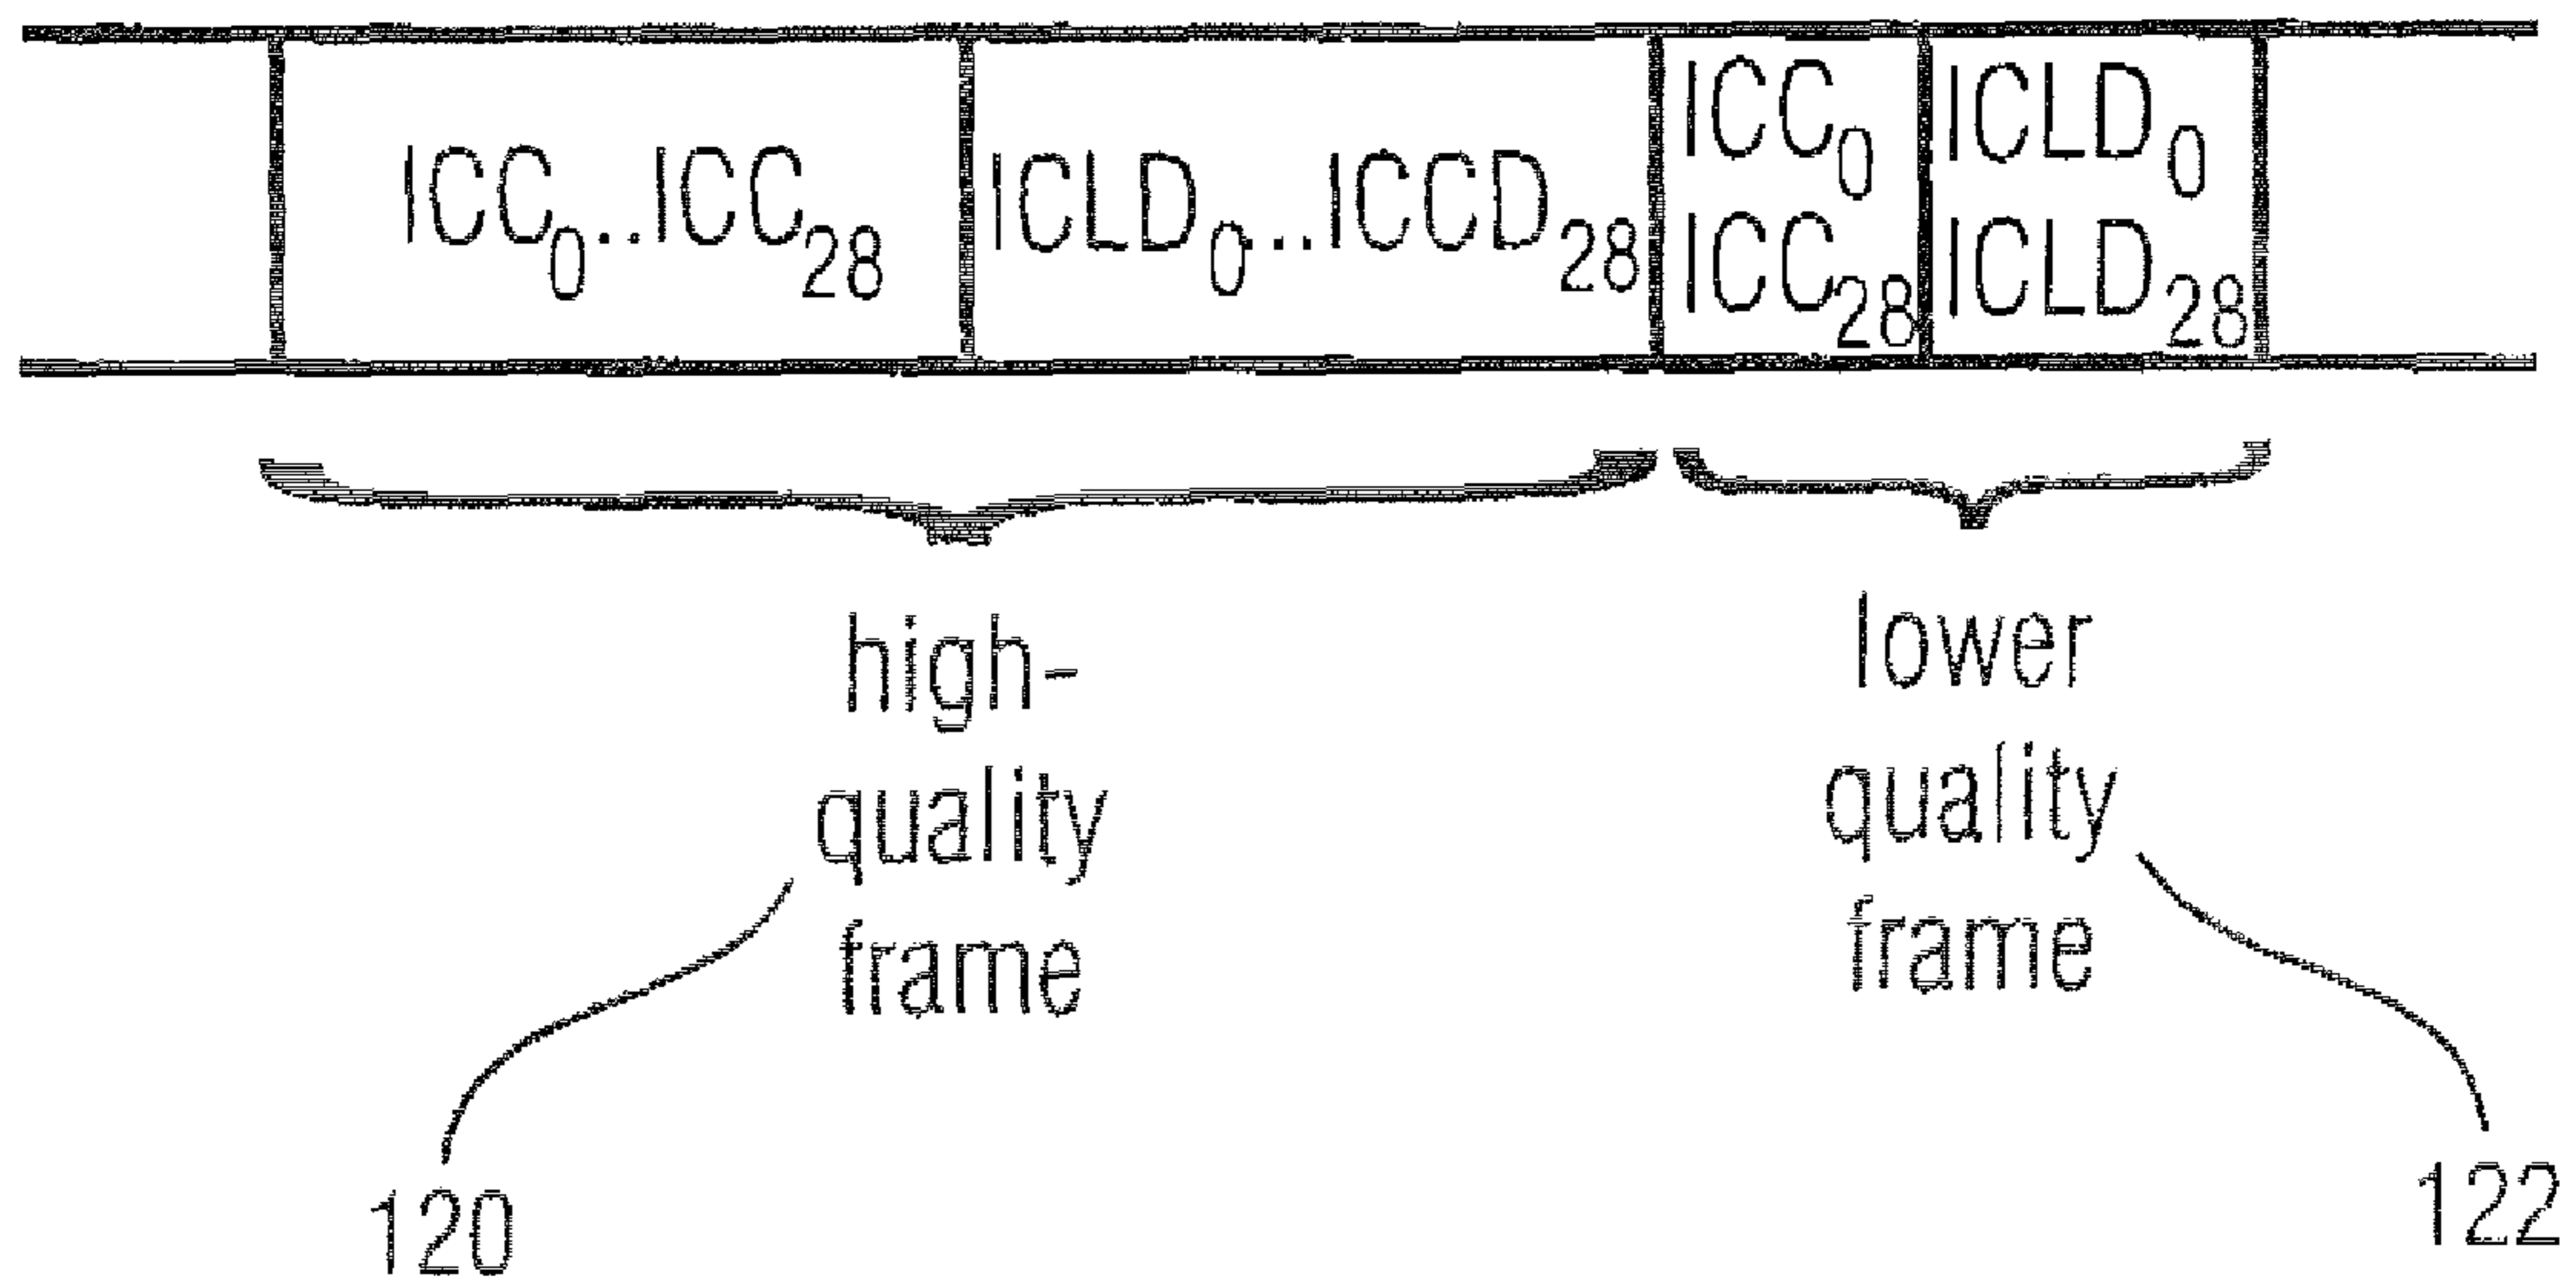 ICC₀..ICC₂₈
ICLD₀...ICCD₂₈
ICC₀
ICC₂₈
ICLD₀
ICLD₂₈
high-
quality
frame
lower
quality
frame
120
122